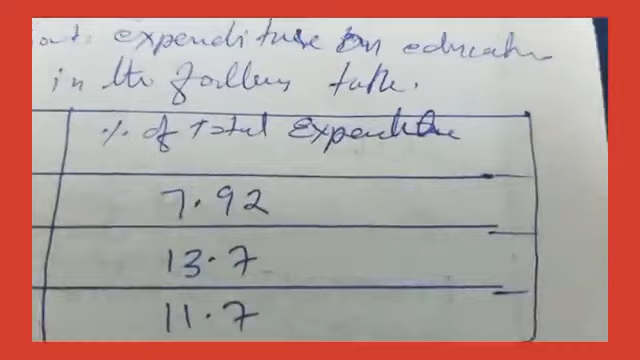 expenditure on education
in the following table.
% of Total Expenditure
7.92
13.7
11.7